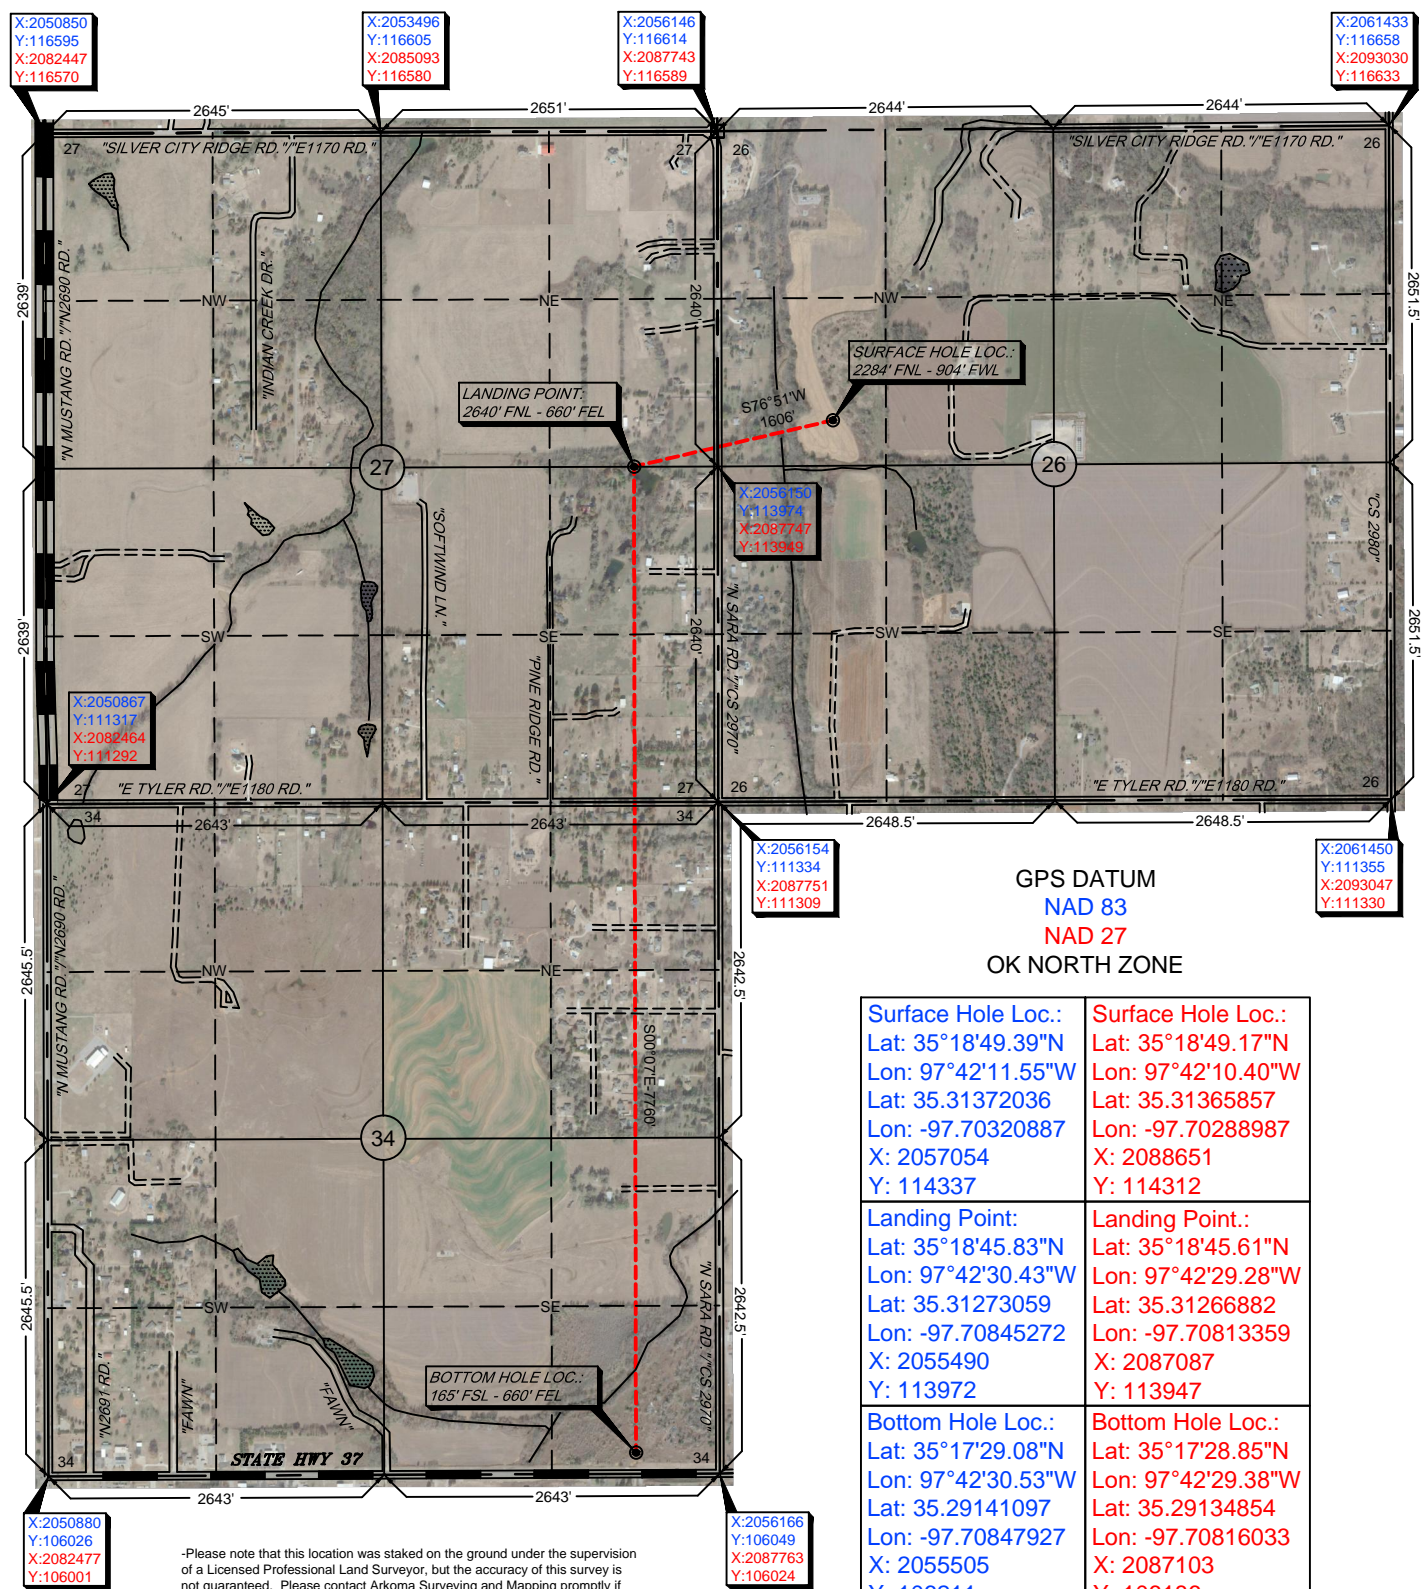 X:2050850
Y:116595
X:2082447
Y:116570
X:2053496
Y:116605
X:2085093
Y:116580
X:2056146
Y:116614
X:2087743
Y:116589
X:2061433
Y:116658
X:2093030
Y:116633
2645'
2651'
2644'
2644'
27
"SILVER CITY RIDGE RD."/"E1170 RD."
27
26
"SILVER CITY RIDGE RD."/"E1170 RD."
26
2639'
"N MUSTANG RD."/"N2690 RD."
"INDIAN CREEK DR."
NW
NE
2640'
NW
NE
2651.5'
SURFACE HOLE LOC.:
2284' FNL - 904' FWL
LANDING POINT:
2640' FNL - 660' FEL
S76°51'W
1606'
27
26
X:2056150
Y:113974
X:2087747
Y:113949
"SOFTWIND LN."
"CS 2980"
2639'
SW
SE
2640'
"N SARA RD."/"CS 2970"
SW
SE
2651.5'
"PINE RIDGE RD."
X:2050867
Y:111317
X:2082464
Y:111292
27
"E TYLER RD."/"E1180 RD."
27
26
"E TYLER RD."/"E1180 RD."
26
34
2643'
2643'
34
2648.5'
2648.5'
X:2056154
Y:111334
X:2087751
Y:111309
X:2061450
Y:111355
X:2093047
Y:111330
GPS DATUM
NAD 83
NAD 27
OK NORTH ZONE
"N MUSTANG RD."/"N2690 RD."
2645.5'
NW
NE
2642.5'
S00°07'E-7760'
34
2645.5'
SW
SE
2642.5'
"N SARA RD."/"CS 2970"
BOTTOM HOLE LOC.:
165' FSL - 660' FEL
"N2691 RD."
"FAWN"
"FAWN"
34
STATE HWY 37
34
2643'
2643'
X:2050880
Y:106026
X:2082477
Y:106001
X:2056166
Y:106049
X:2087763
Y:106024
Surface Hole Loc.:
Lat: 35°18'49.39"N
Lon: 97°42'11.55"W
Lat: 35.31372036
Lon: -97.70320887
X: 2057054
Y: 114337
Surface Hole Loc.:
Lat: 35°18'49.17"N
Lon: 97°42'10.40"W
Lat: 35.31365857
Lon: -97.70288987
X: 2088651
Y: 114312
Landing Point:
Lat: 35°18'45.83"N
Lon: 97°42'30.43"W
Lat: 35.31273059
Lon: -97.70845272
X: 2055490
Y: 113972
Landing Point.:
Lat: 35°18'45.61"N
Lon: 97°42'29.28"W
Lat: 35.31266882
Lon: -97.70813359
X: 2087087
Y: 113947
Bottom Hole Loc.:
Lat: 35°17'29.08"N
Lon: 97°42'30.53"W
Lat: 35.29141097
Lon: -97.70847927
X: 2055505
Bottom Hole Loc.:
Lat: 35°17'28.85"N
Lon: 97°42'29.38"W
Lat: 35.29134854
Lon: -97.70816033
X: 2087103
-Please note that this location was staked on the ground under the supervision
of a Licensed Professional Land Surveyor, but the accuracy of this survey is
not guaranteed. Please contact Arkoma Surveying and Mapping promptly if